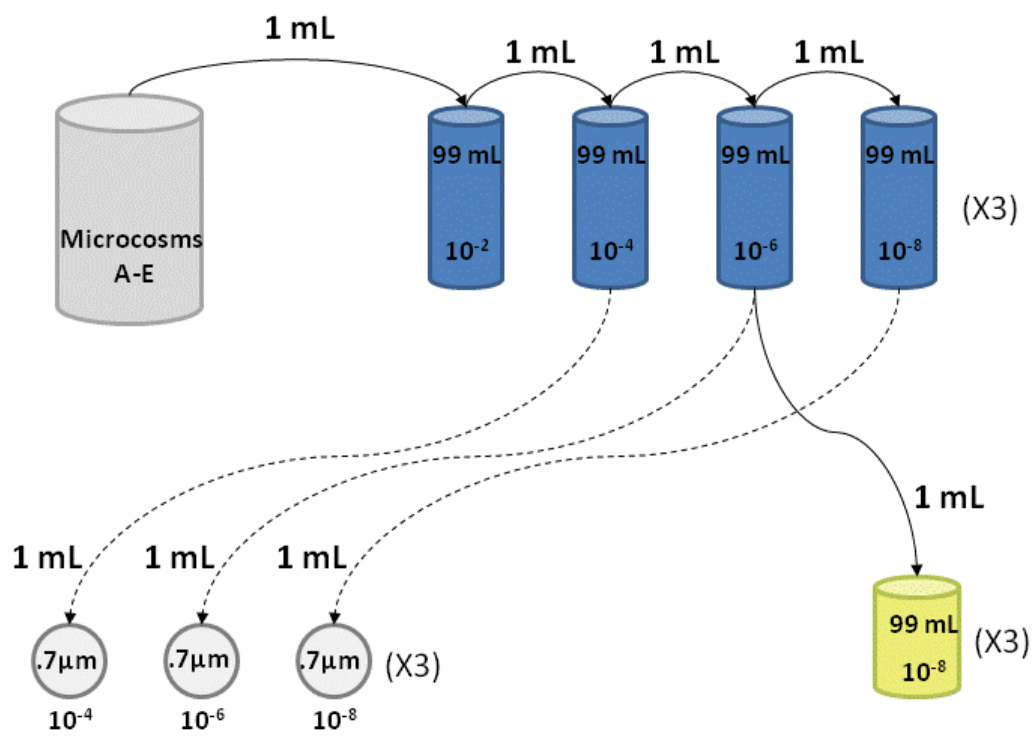 1 mL
1 mL 1 mL 1 mL
99 mL 99 mL 99 mL 99 mL
(X3)
Microcosms
A-E
10⁻² 10⁻⁴ 10⁻⁶ 10⁻⁸
1 mL
1 mL 1 mL 1 mL
99 mL
.7µm .7µm .7µm (X3)
(X3)
10⁻⁸
10⁻⁴ 10⁻⁶ 10⁻⁸